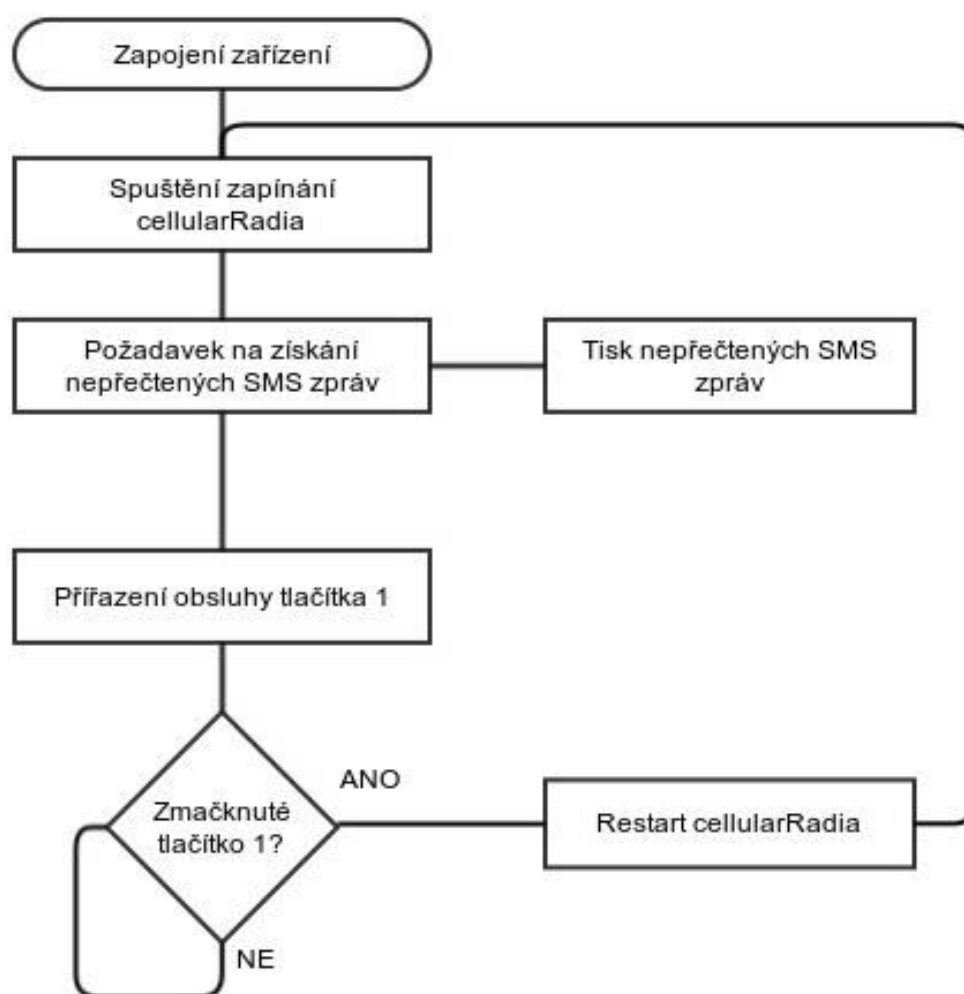 Zapojení zařízení
Spuštění zapínání
cellularRadia
Požadavek na získání
nepřečtených SMS zpráv
Tisk nepřečtených SMS
zpráv
Přířazení obsluhy tlačítka 1
ANO
Zmačknuté
tlačítko 1?
Restart cellularRadia
NE